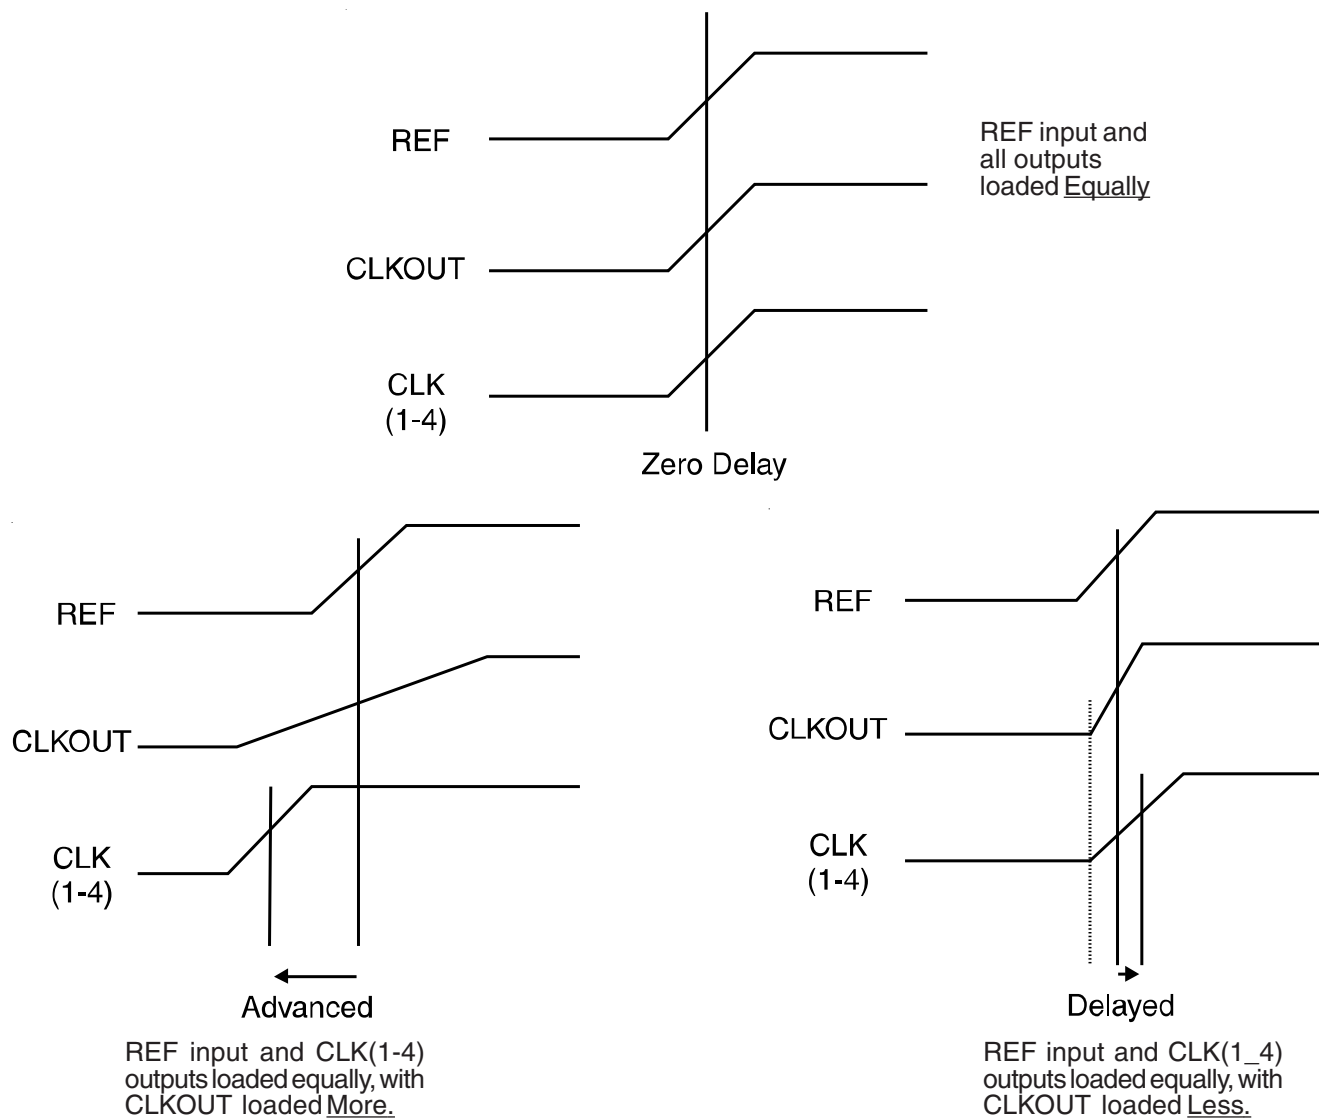 REF
REF input and
all outputs
loaded Equally
CLKOUT
CLK
(1-4)
Zero Delay
REF
CLKOUT
CLK
(1-4)
Advanced
REF input and CLK(1-4)
outputs loaded equally, with
CLKOUT loaded More.
REF
CLKOUT
CLK
(1-4)
Delayed
REF input and CLK(1_4)
outputs loaded equally, with
CLKOUT loaded Less.